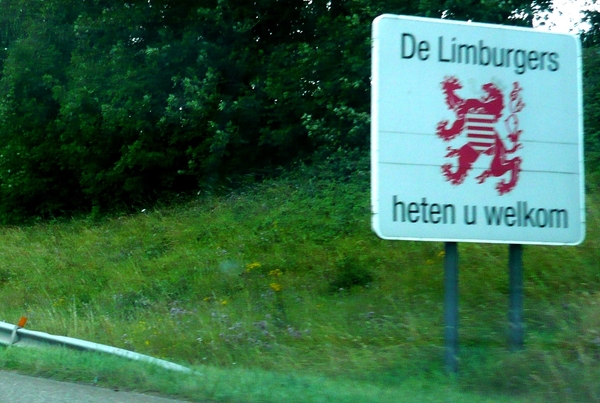 De Limburgers
heten u welkom